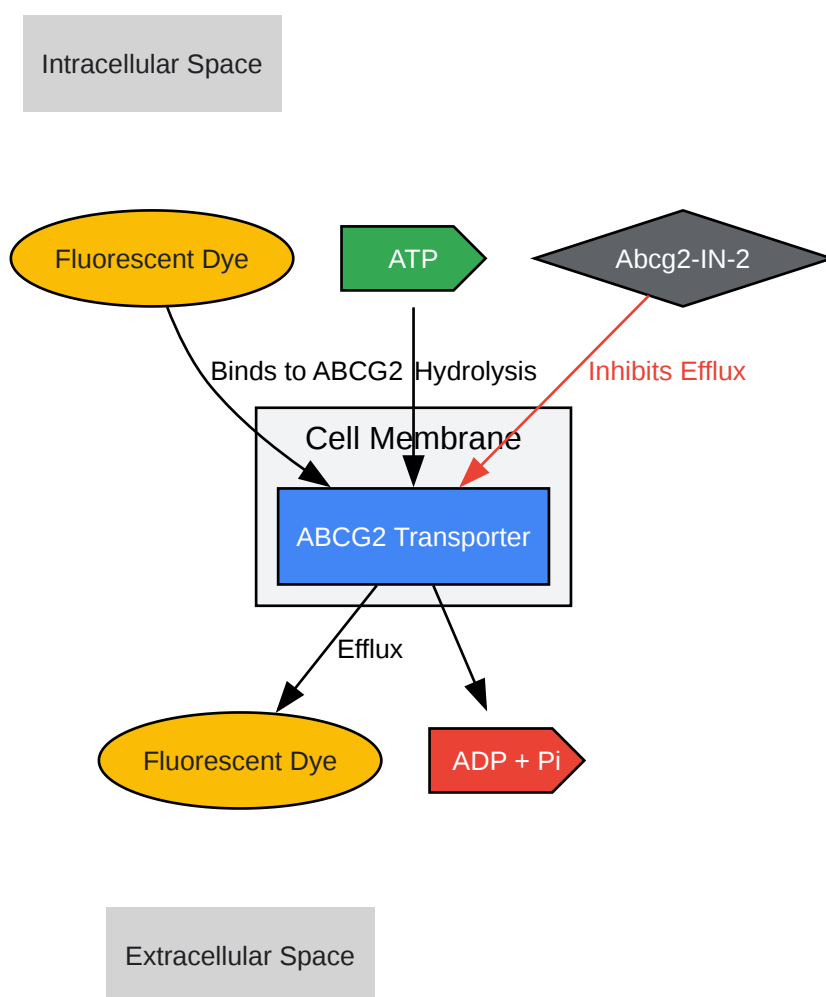 Intracellular Space
Fluorescent Dye
ATP
Abcg2-IN-2
Binds to ABCG2
Hydrolysis
Inhibits Efflux
Cell Membrane
ABCG2 Transporter
Efflux
Fluorescent Dye
ADP + Pi
Extracellular Space